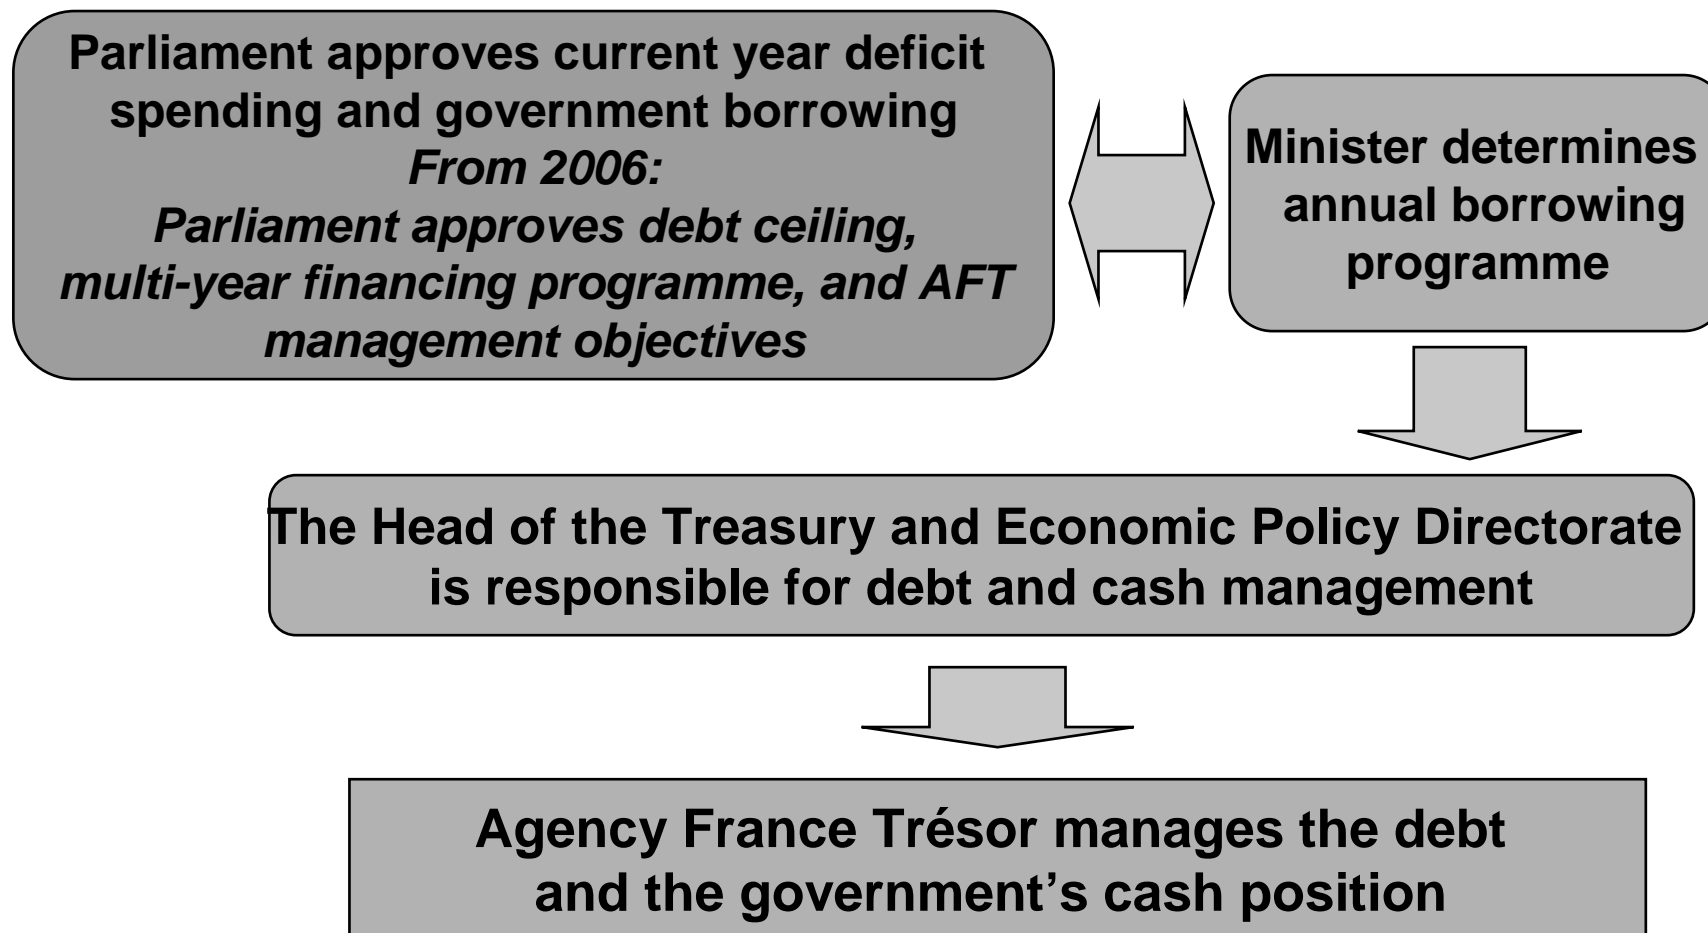 Parliament approves current year deficit
spending and government borrowing
From 2006:
Parliament approves debt ceiling,
multi-year financing programme, and AFT
management objectives
Minister determines
annual borrowing
programme
The Head of the Treasury and Economic Policy Directorate
is responsible for debt and cash management
Agency France Trésor manages the debt
and the government’s cash position